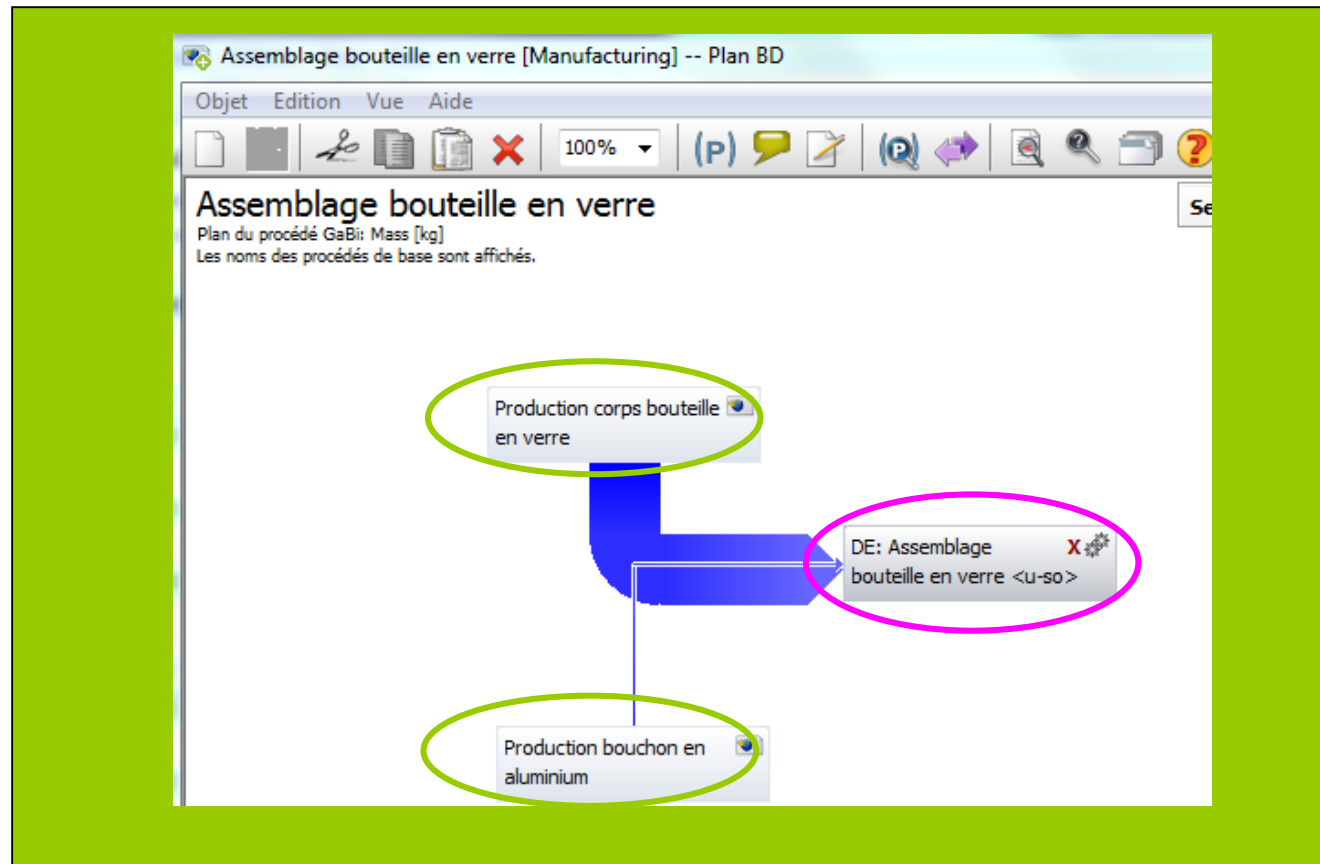 Assemblage bouteille en verre [Manufacturing] -- Plan BD
Objet Edition Vue Aide
100% (P)
Assemblage bouteille en verre
Se
Plan du procédé GaBi: Mass [kg]
Les noms des procédés de base sont affichés.
Production corps bouteille
en verre
DE: Assemblage X
bouteille en verre <u-so>
Production bouchon en
aluminium